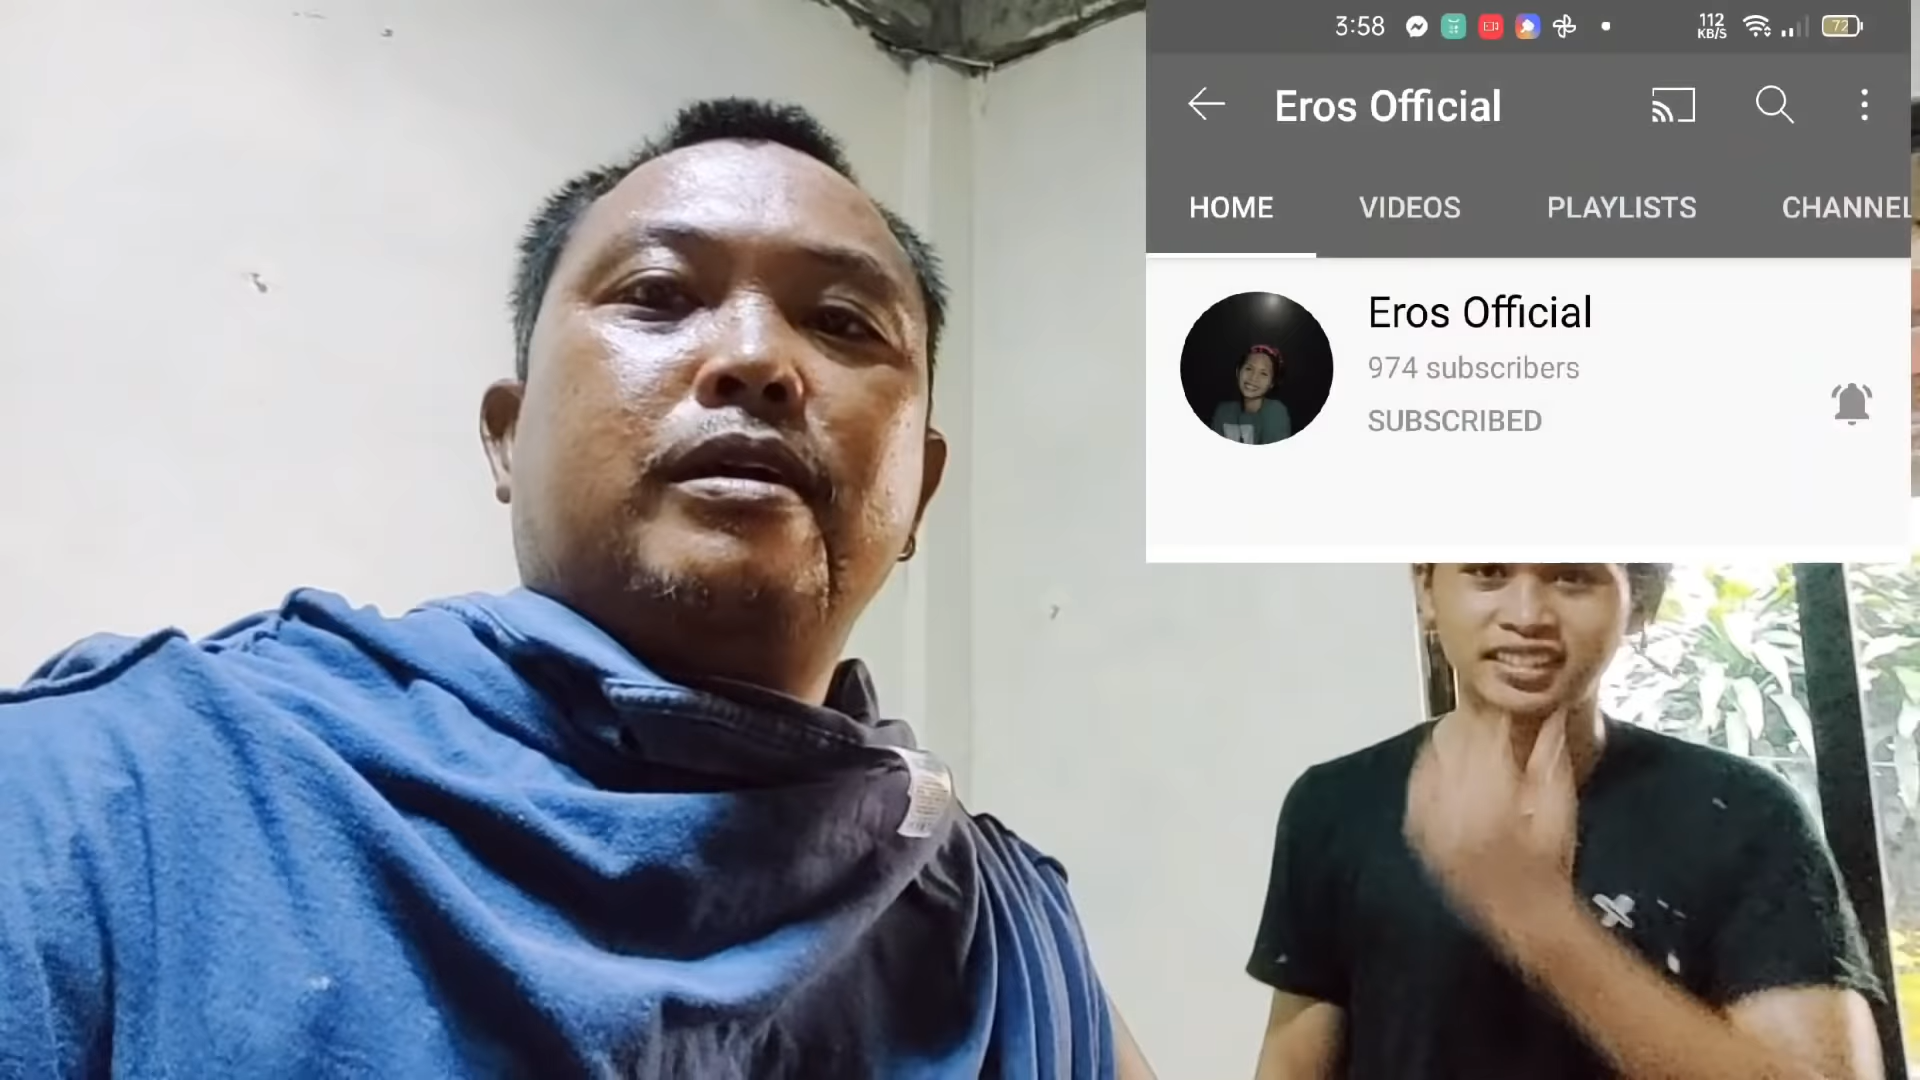 3:58 112 KB/S 72
Eros Official
HOME VIDEOS PLAYLISTS CHANNEL
Eros Official
974 subscribers
SUBSCRIBED